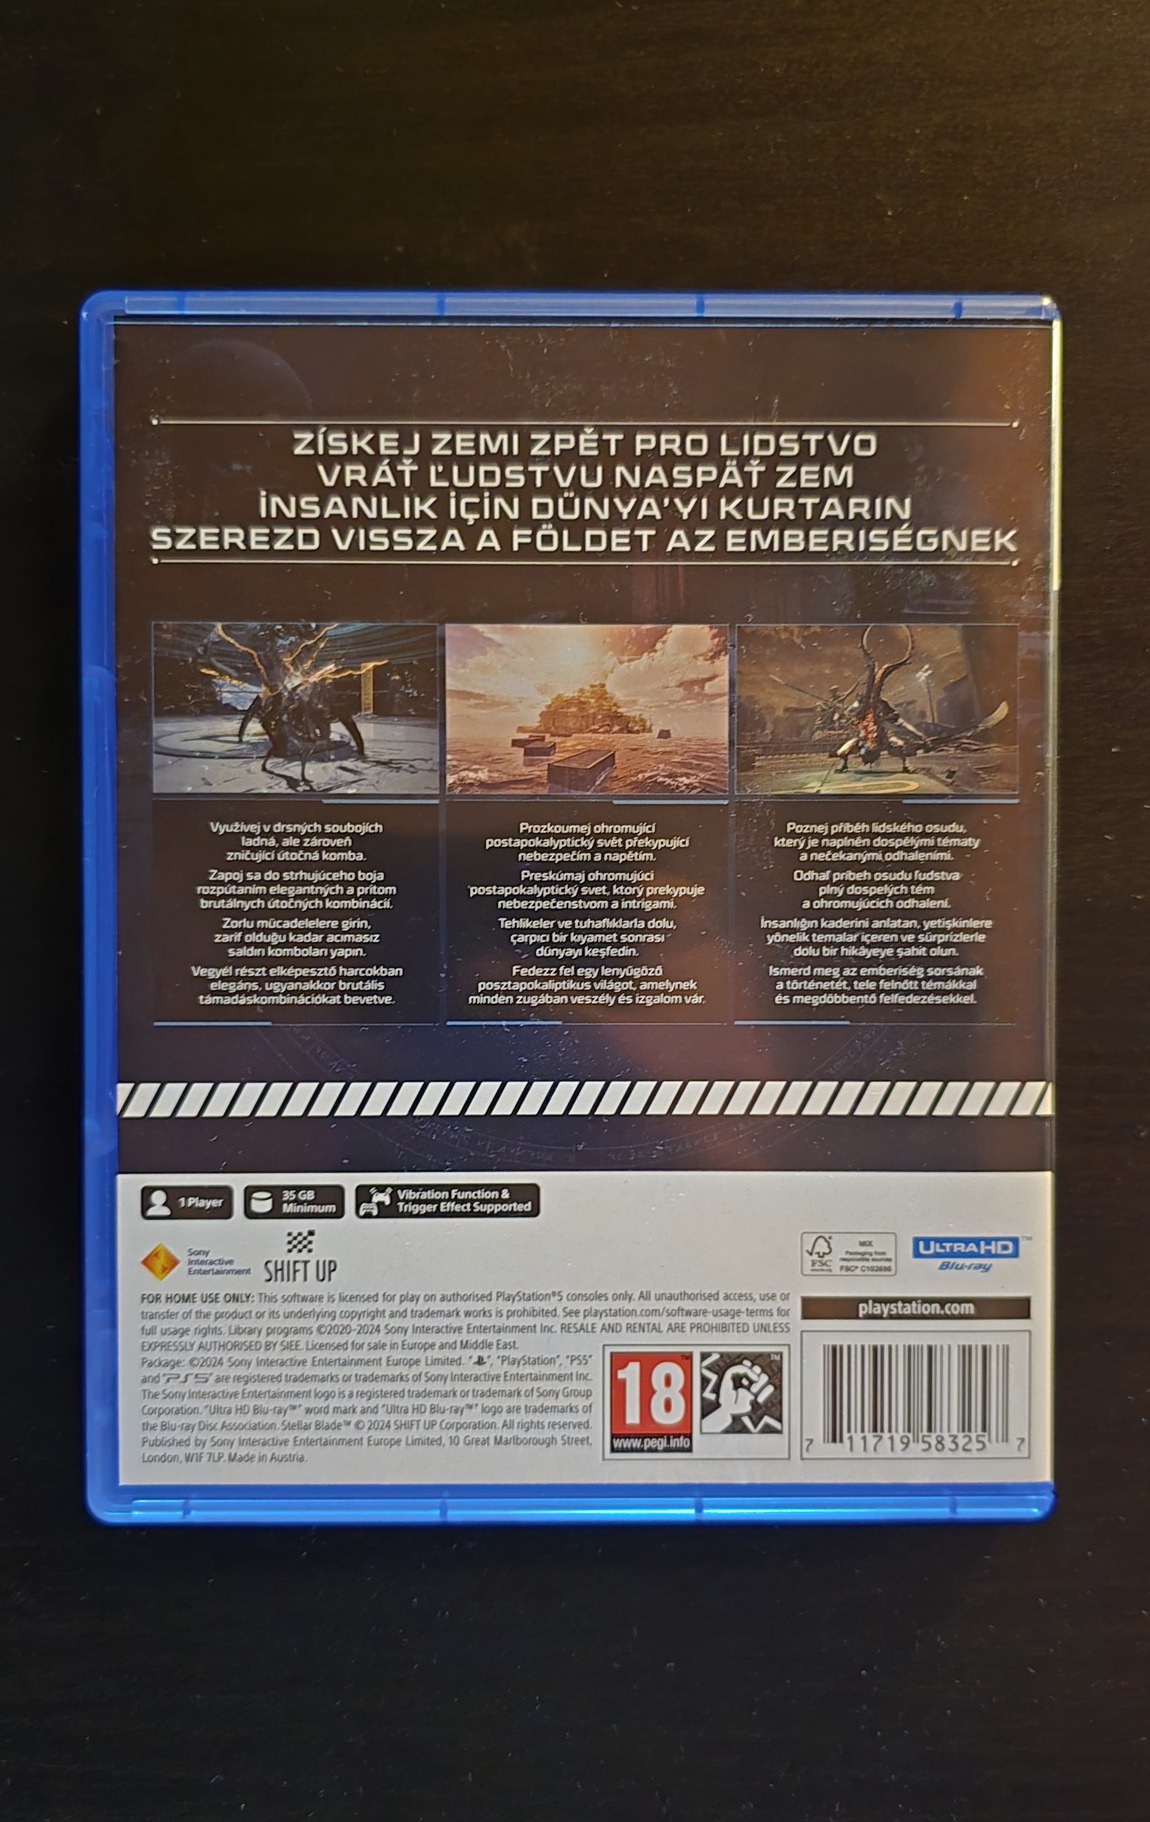 ZÍSKEJ ZEMI ZPĚT PRO LIDSTVO
VRÁŤ ĽUDSTVU NASPÄŤ ZEM
İNSANLIK İÇİN DÜNYA'YI KURTARIN
SZEREZD VISSZA A FÖLDET AZ EMBERISÉGNEK
Využívej v drsných soubojích
ladná, ale zároveň
zničující útočná komba.
Zapoj sa do strhujúceho boja
rozpútaním elegantných a pritom
brutálnych útočných kombinácií.
Zorlu mücadelelere girin,
zarif olduğu kadar acımasız
saldırı komboları yapın.
Vegyél részt elképesztő harcokban
elegáns, ugyanakkor brutális
támadáskombinációkat bevetve.
Prozkoumej ohromující
postapokalyptický svět překypující
nebezpečím a napětím.
Preskúmaj ohromujúci
postapokalyptický svet, ktorý prekypuje
nebezpečenstvom a intrigami.
Tehlikeler ve tuhaflıklarla dolu,
çarpıcı bir kıyamet sonrası
dünyayı keşfedin.
Fedezz fel egy lenyűgöző
posztapokaliptikus világot, amelynek
minden zugában veszély és izgalom vár.
Poznej příběh lidského osudu,
který je naplněn dospělými tématy
a nečekanými odhaleními.
Odhaľ príbeh osudu ľudstva
plný dospelých tém
a ohromujúcich odhalení.
İnsanlığın kaderini anlatan, yetişkinlere
yönelik temalar içeren ve sürprizlerle
dolu bir hikâyeye şahit olun.
Ismerd meg az emberiség sorsának
a történetét, tele felnőtt témákkal
és megdöbbentő felfedezésekkel.
1 Player
35 GB
Minimum
Vibration Function &
Trigger Effect Supported
Sony
Interactive
Entertainment
SHIFT UP
FSC
www.fsc.org
MIX
Packaging from
responsible sources
FSC® C102695
ULTRA HD™
Blu-ray
FOR HOME USE ONLY: This software is licensed for play on authorised PlayStation®5 consoles only. All unauthorised access, use or
transfer of the product or its underlying copyright and trademark works is prohibited. See playstation.com/software-usage-terms for
full usage rights. Library programs ©2020-2024 Sony Interactive Entertainment Inc. RESALE AND RENTAL ARE PROHIBITED UNLESS
EXPRESSLY AUTHORISED BY SIEE. Licensed for sale in Europe and Middle East.
Package: ©2024 Sony Interactive Entertainment Europe Limited. "PS", "PlayStation", "PS5"
and "PS5" are registered trademarks or trademarks of Sony Interactive Entertainment Inc.
The Sony Interactive Entertainment logo is a registered trademark or trademark of Sony Group
Corporation. "Ultra HD Blu-ray™" word mark and "Ultra HD Blu-ray™" logo are trademarks of
the Blu-ray Disc Association. Stellar Blade™ © 2024 SHIFT UP Corporation. All rights reserved.
Published by Sony Interactive Entertainment Europe Limited, 10 Great Marlborough Street,
London, W1F 7LP. Made in Austria.
18™
www.pegi.info
™
playstation.com
7 11719 58325 7